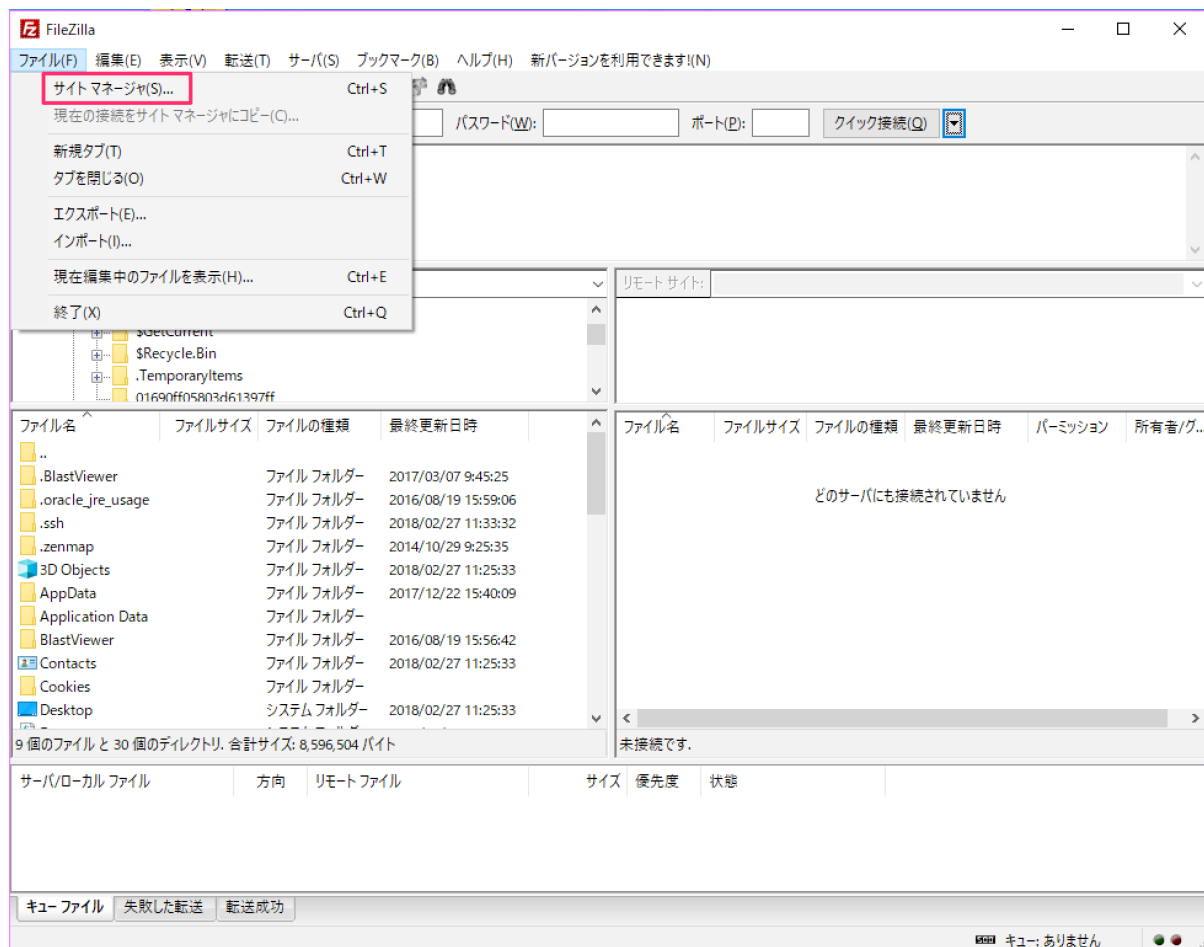 FileZilla
ファイル(F) 編集(E) 表示(V) 転送(T) サーバ(S) ブックマーク(B) ヘルプ(H) 新バージョンを利用できます!(N)
サイト マネージャ(S)... Ctrl+S
現在の接続をサイト マネージャにコピー(C)...
新規タブ(T) Ctrl+T
タブを閉じる(O) Ctrl+W
エクスポート(E)...
インポート(I)...
現在編集中のファイルを表示(H)... Ctrl+E
終了(X) Ctrl+Q
パスワード(W): ポート(P): クイック接続(Q)
リモート サイト:
$GetCurrent
$Recycle.Bin
.TemporaryItems
01690ff05803d61397ff
ファイル名 ファイルサイズ ファイルの種類 最終更新日時
..
.BlastViewer ファイル フォルダー 2017/03/07 9:45:25
.oracle_jre_usage ファイル フォルダー 2016/08/19 15:59:06
.ssh ファイル フォルダー 2018/02/27 11:33:32
.zenmap ファイル フォルダー 2014/10/29 9:25:35
3D Objects ファイル フォルダー 2018/02/27 11:25:33
AppData ファイル フォルダー 2017/12/22 15:40:09
Application Data ファイル フォルダー
BlastViewer ファイル フォルダー 2016/08/19 15:56:42
Contacts ファイル フォルダー 2018/02/27 11:25:33
Cookies ファイル フォルダー
Desktop システム フォルダー 2018/02/27 11:25:33
9 個のファイル と 30 個のディレクトリ. 合計サイズ: 8,596,504 バイト
ファイル名 ファイルサイズ ファイルの種類 最終更新日時 パーミッション 所有者/グ...
どのサーバにも接続されていません
未接続です.
サーバ/ローカル ファイル 方向 リモート ファイル サイズ 優先度 状態
キュー ファイル 失敗した転送 転送成功
キュー: ありません